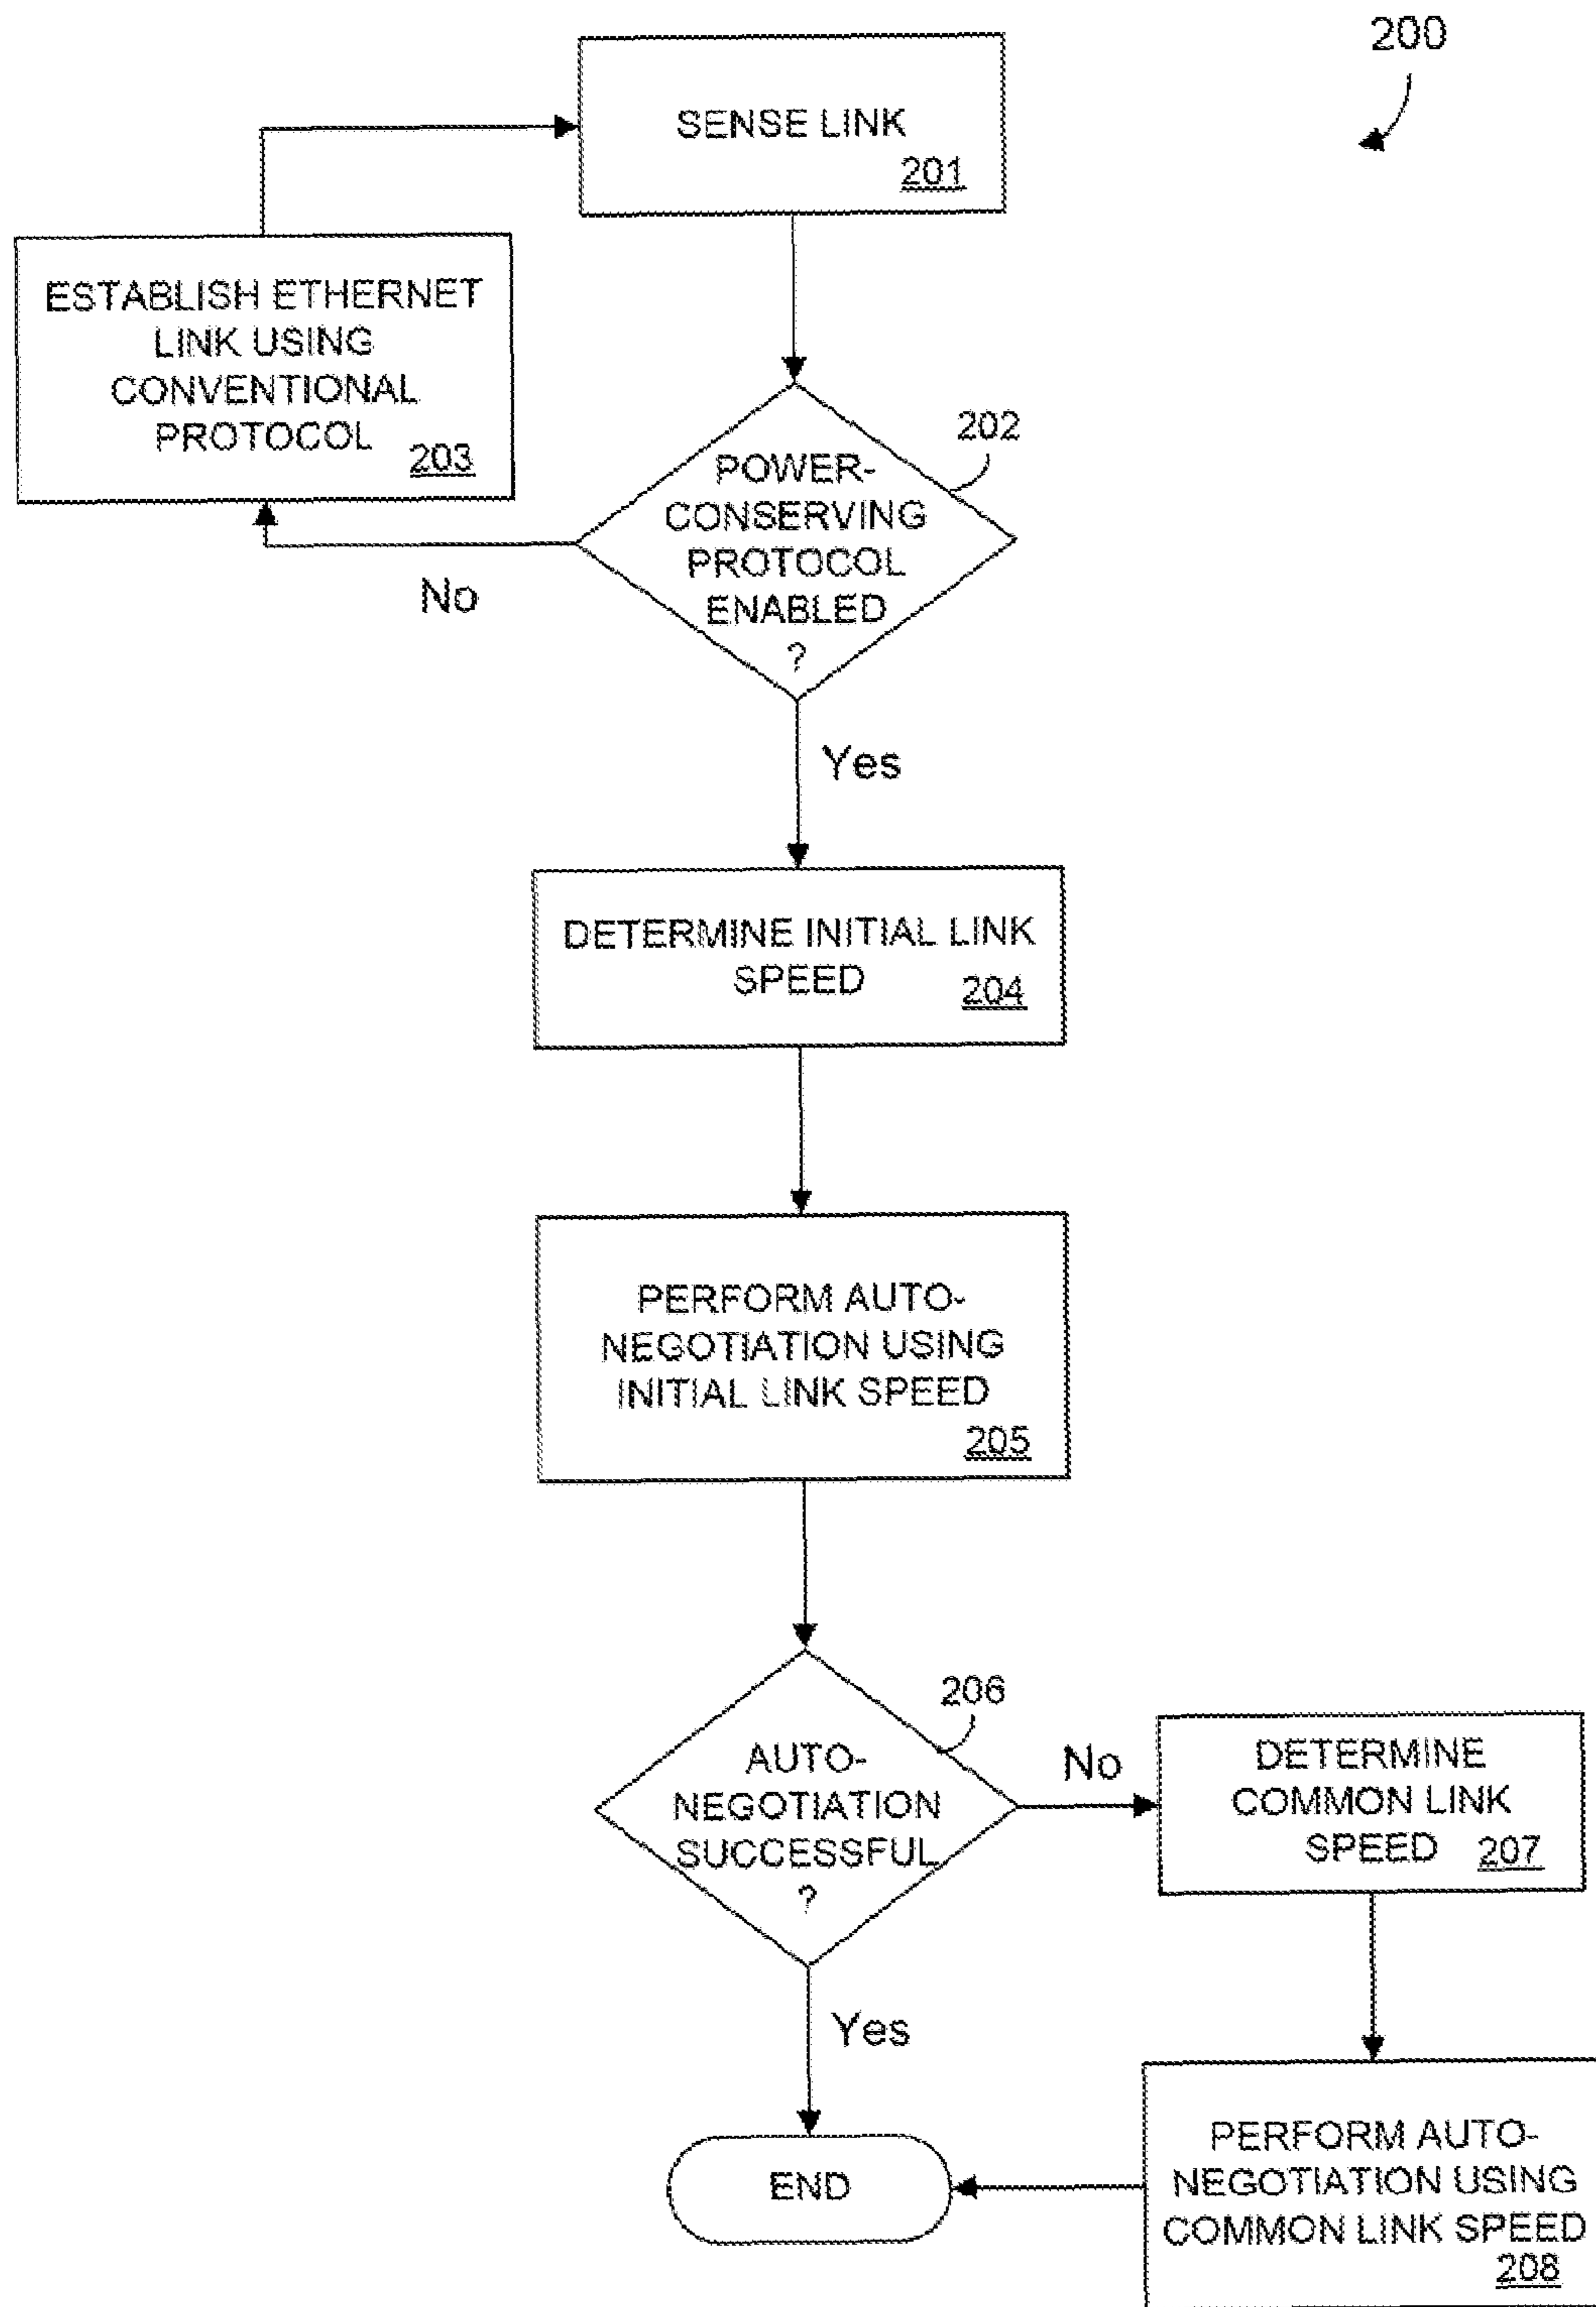 200
SENSE LINK
201
ESTABLISH ETHERNET
LINK USING
CONVENTIONAL
PROTOCOL
203
202
POWER-
CONSERVING
PROTOCOL
ENABLED
?
No
Yes
DETERMINE INITIAL LINK
SPEED
204
PERFORM AUTO-
NEGOTIATION USING
INITIAL LINK SPEED
205
206
AUTO-
NEGOTIATION
SUCCESSFUL
?
No
DETERMINE
COMMON LINK
SPEED 207
Yes
END
PERFORM AUTO-
NEGOTIATION USING
COMMON LINK SPEED
208